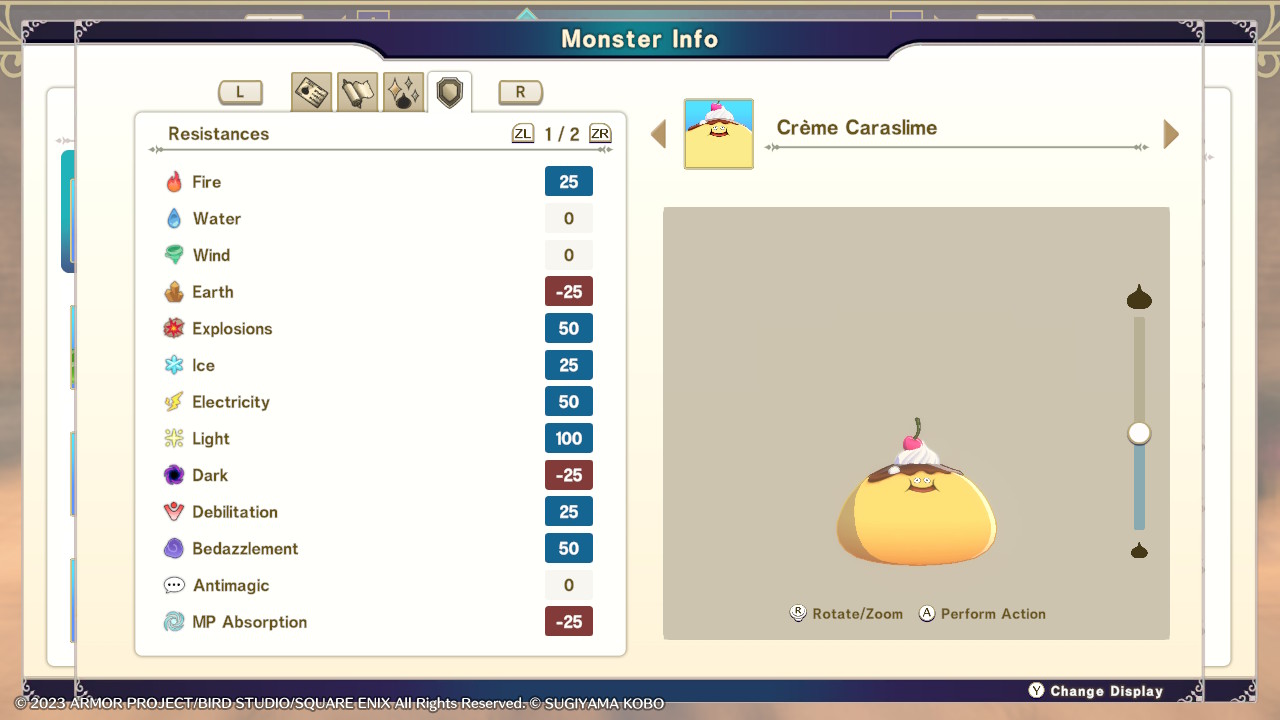 Monster Info
L
R
Resistances
ZL 1 / 2 ZR
Fire 25
Water 0
Wind 0
Earth -25
Explosions 50
Ice 25
Electricity 50
Light 100
Dark -25
Debilitation 25
Bedazzlement 50
Antimagic 0
MP Absorption -25
Crème Caraslime
R Rotate/Zoom A Perform Action
Y Change Display
© 2023 ARMOR PROJECT/BIRD STUDIO/SQUARE ENIX All Rights Reserved. © SUGIYAMA KOBO